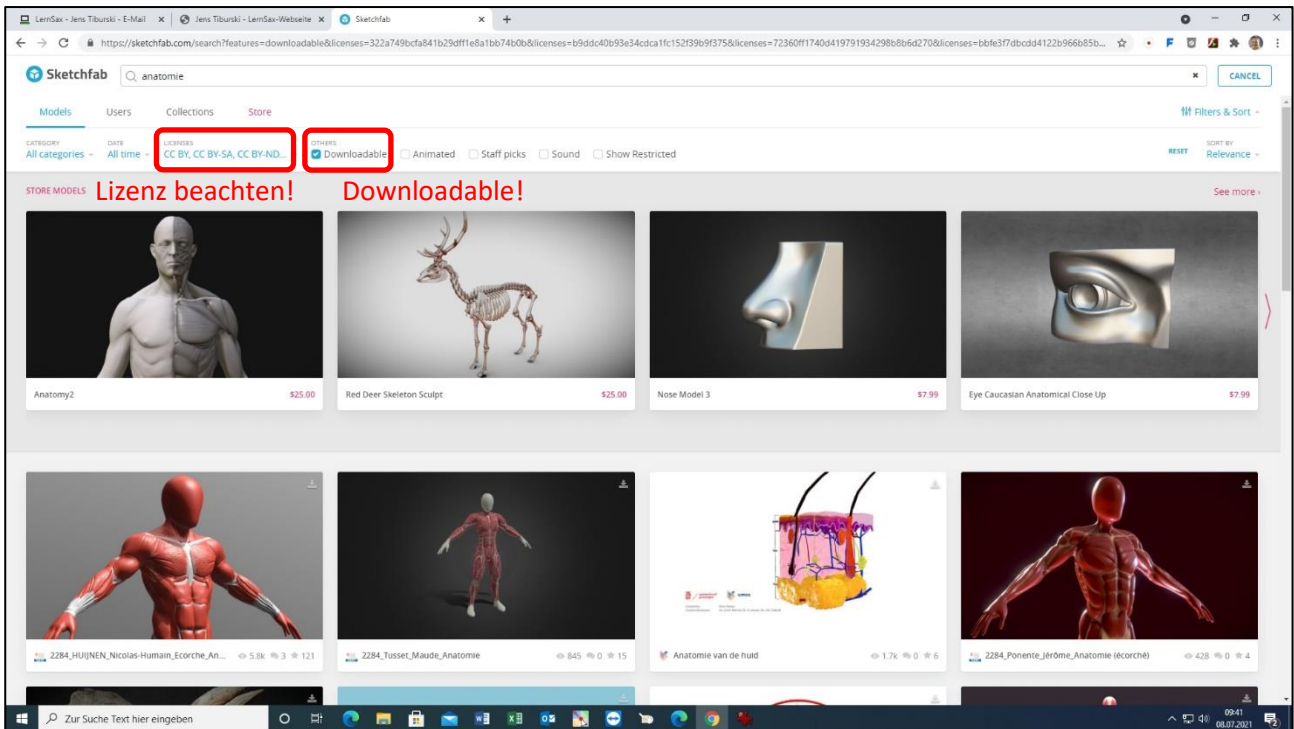 LernSax - Jens Tiburski - E-Mail
Jens Tiburski - LernSax-Webseite
Sketchfab
https://sketchfab.com/search?features=downloadable&licenses=322a749bcfa841b29dff1e8a1bb74b0b&licenses=b9ddc40b93e34cdca1fc152f39b9f375&licenses=72360ff1740d419791934298b8b6d270&licenses=bbfe3f7dbcdd4122b966b85b...
Sketchfab
anatomie
CANCEL
Models Users Collections Store
Filters & Sort
CATEGORY DATE LICENSES OTHERS SORT BY
All categories All time CC BY, CC BY-SA, CC BY-ND... Downloadable Animated Staff picks Sound Show Restricted RESET Relevance
STORE MODELS Lizenz beachten! Downloadable! See more
Anatomy2 $25.00
Red Deer Skeleton Sculpt $25.00
Nose Model 3 $7.99
Eye Caucasian Anatomical Close Up $7.99
2284_HUIJNEN_Nicolas-Humain_Ecorche_An... 5.8k 3 121
2284_Tusset_Maude_Anatomie 845 0 15
Anatomie van de huid 1.7k 0 6
2284_Ponente_Jérôme_Anatomie (écorché) 428 0 4
Zur Suche Text hier eingeben
09:41
08.07.2021